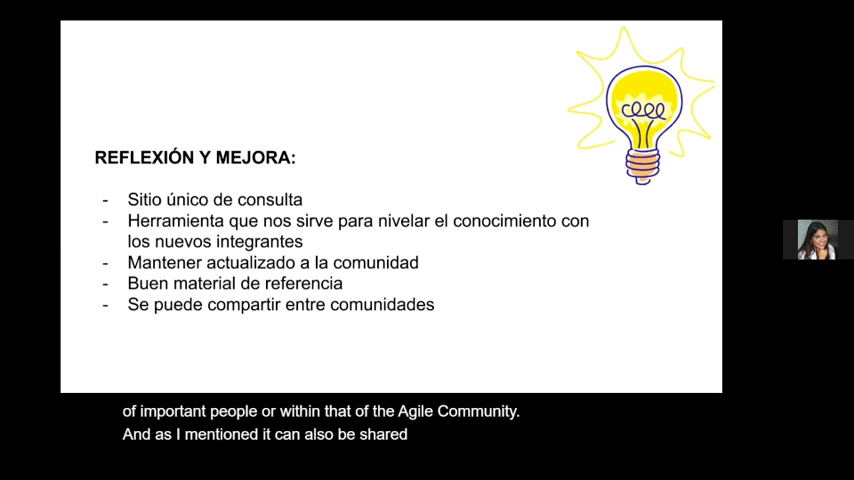 REFLEXIÓN Y MEJORA:
- Sitio único de consulta
- Herramienta que nos sirve para nivelar el conocimiento con
los nuevos integrantes
- Mantener actualizado a la comunidad
- Buen material de referencia
- Se puede compartir entre comunidades
of important people or within that of the Agile Community.
And as I mentioned it can also be shared